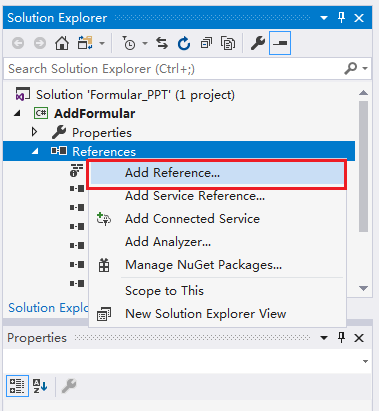 Solution Explorer
Search Solution Explorer (Ctrl+;)
Solution 'Formular_PPT' (1 project)
C# AddFormular
Properties
References
Add Reference...
Add Service Reference...
Add Connected Service
Add Analyzer...
Manage NuGet Packages...
Scope to This
New Solution Explorer View
Solution Explo
Properties